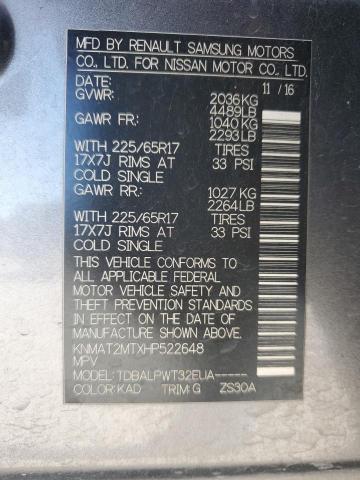 MFD BY RENAULT SAMSUNG MOTORS
CO., LTD. FOR NISSAN MOTOR CO., LTD.
DATE: 11/16
GVWR: 2036KG
4489LB
GAWR FR: 1040 KG
2293LB
WITH 225/65R17 TIRES
17X7J RIMS AT 33 PSI
COLD SINGLE
GAWR RR: 1027 KG
2264LB
WITH 225/65R17 TIRES
17X7J RIMS AT 33 PSI
COLD SINGLE
THIS VEHICLE CONFORMS TO
ALL APPLICABLE FEDERAL
MOTOR VEHICLE SAFETY AND
THEFT PREVENTION STANDARDS
IN EFFECT ON THE DATE OF
MANUFACTURE SHOWN ABOVE.
KNMAT2MTXHP522648
MPV
MODEL: TDBALPWT32EUA-----
COLOR: KAD TRIM: G ZS30A